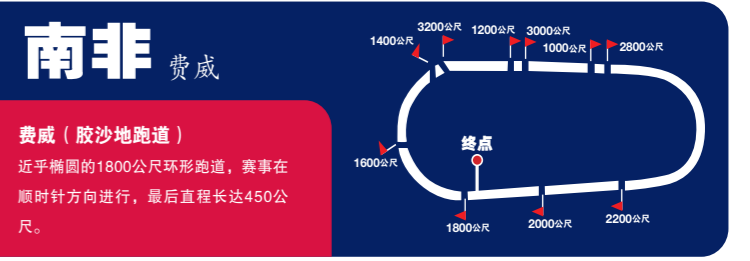 南非 费威
费威（胶沙地跑道）
近乎椭圆的1800公尺环形跑道，赛事在
顺时针方向进行，最后直程长达450公
尺。
1400公尺
3200公尺
1200公尺
3000公尺
1000公尺
2800公尺
1600公尺
终点
1800公尺
2000公尺
2200公尺